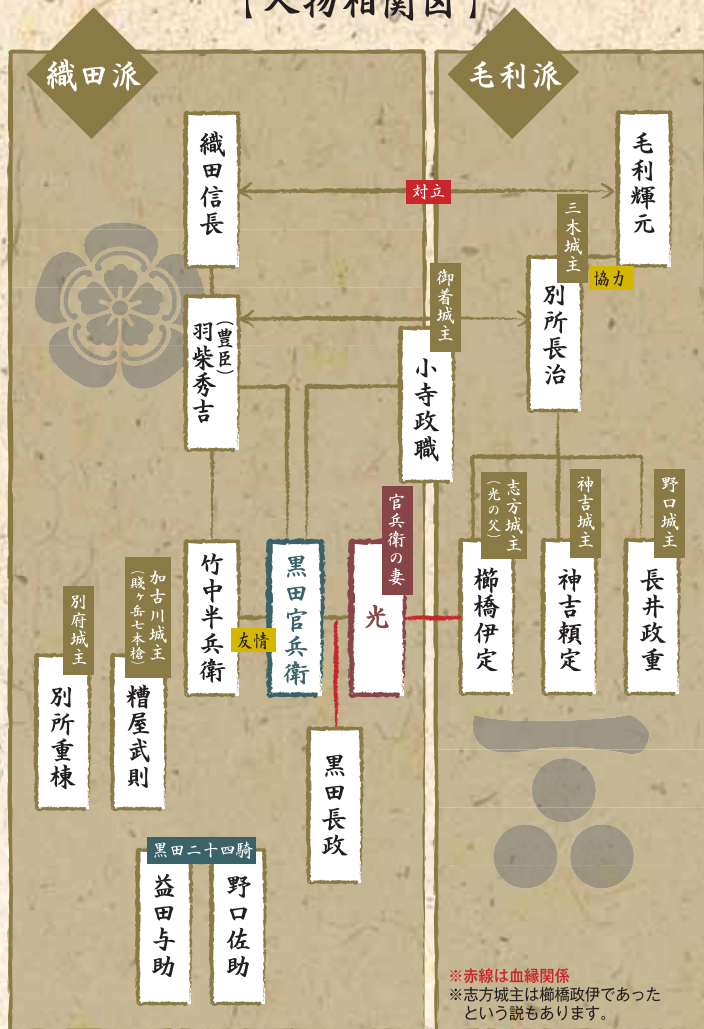 【人物相関図】
織田派
毛利派
織田信長
対立
毛利輝元
三木城主
別所長治
協力
(豊臣)
羽柴秀吉
御着城主
小寺政職
志方城主
(光の父)
櫛橋伊定
神吉城主
神吉頼定
野口城主
長井政重
竹中半兵衛
友情
黒田官兵衛
官兵衛の妻
光
別府城主
別所重棟
加古川城主
(賤ヶ岳七本槍)
糟屋武則
黒田長政
黒田二十四騎
益田与助
野口佐助
※赤線は血縁関係
※志方城主は櫛橋政伊であった
という説もあります。